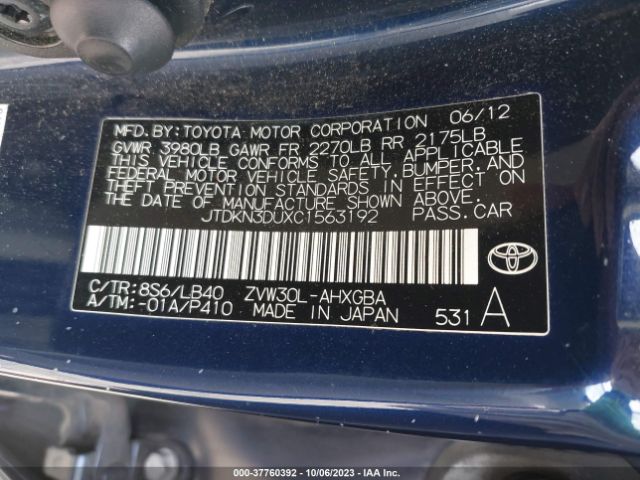 MFD.BY:TOYOTA MOTOR CORPORATION 06/12
GVWR 3980LB GAWR FR 2270LB RR 2175LB
THIS VEHICLE CONFORMS TO ALL APPLICABLE
FEDERAL MOTOR VEHICLE SAFETY,BUMPER,AND
THEFT PREVENTION STANDARDS IN EFFECT ON
THE DATE OF MANUFACTURE SHOWN ABOVE.
JTDKN3DUXC1563192 PASS.CAR
C/TR:8S6/LB40 ZVW30L-AHXGBA
A/TM:-01A/P410 MADE IN JAPAN 531 A
000-37760392 | 10/06/2023 | IAA Inc.